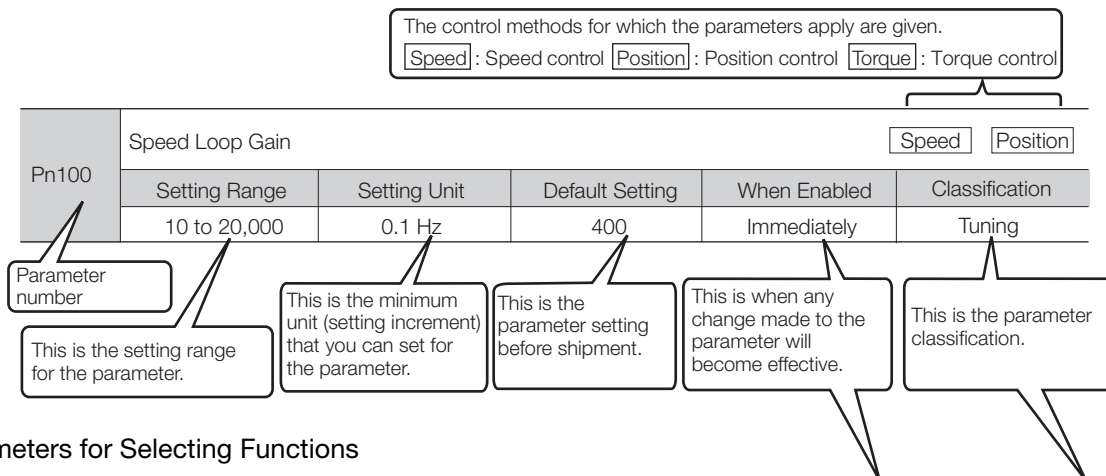 The control methods for which the parameters apply are given.
Speed : Speed control Position : Position control Torque : Torque control
Speed Loop Gain Speed Position
Pn100
Setting Range Setting Unit Default Setting When Enabled Classification
10 to 20,000 0.1 Hz 400 Immediately Tuning
Parameter
number
This is the setting range
for the parameter.
This is the minimum
unit (setting increment)
that you can set for
the parameter.
This is the
parameter setting
before shipment.
This is when any
change made to the
parameter will
become effective.
This is the parameter
classification.
for Selecting Functions